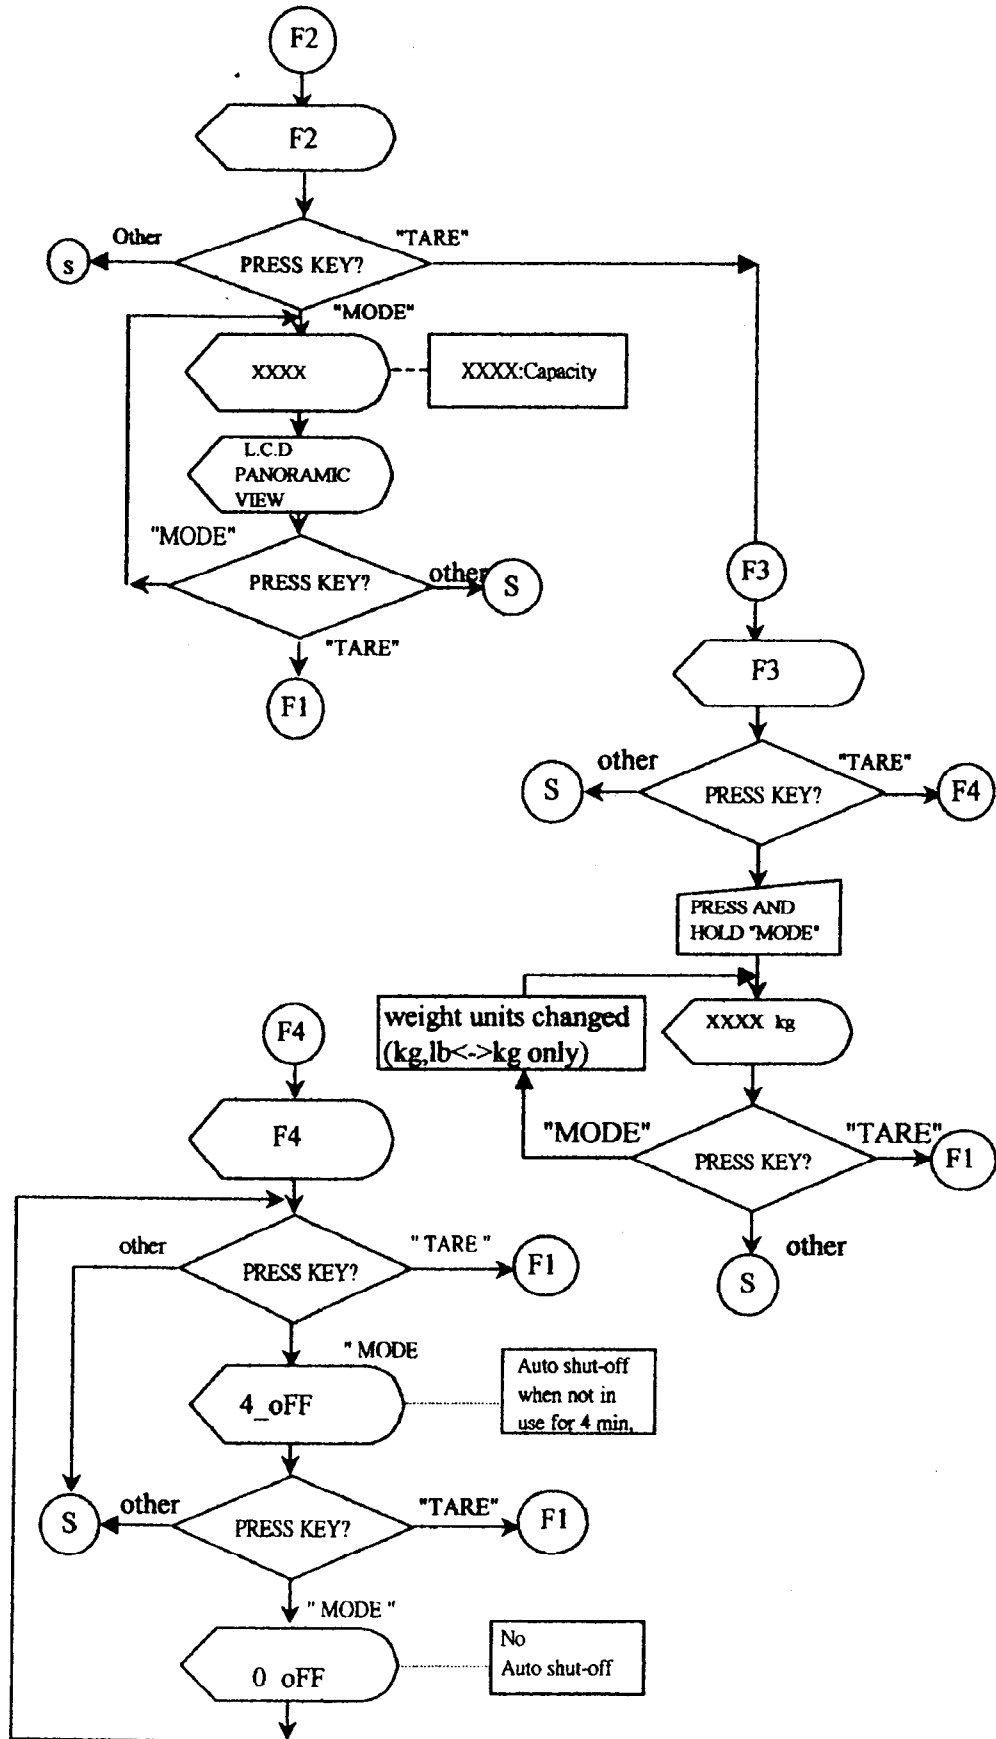 F2
F2
Other
"TARE"
s
PRESS KEY?
"MODE"
XXXX
XXXX:Capacity
L.C.D
PANORAMIC
VIEW
"MODE"
PRESS KEY?
other
S
"TARE"
F1
F3
F3
other
"TARE"
S
PRESS KEY?
F4
PRESS AND
HOLD "MODE"
weight units changed
(kg,lb<->kg only)
XXXX kg
"MODE"
"TARE"
PRESS KEY?
F1
other
S
F4
F4
other
" TARE "
PRESS KEY?
F1
" MODE
4_oFF
Auto shut-off
when not in
use for 4 min,
S
other
"TARE"
PRESS KEY?
F1
" MODE "
0 oFF
No
Auto shut-off